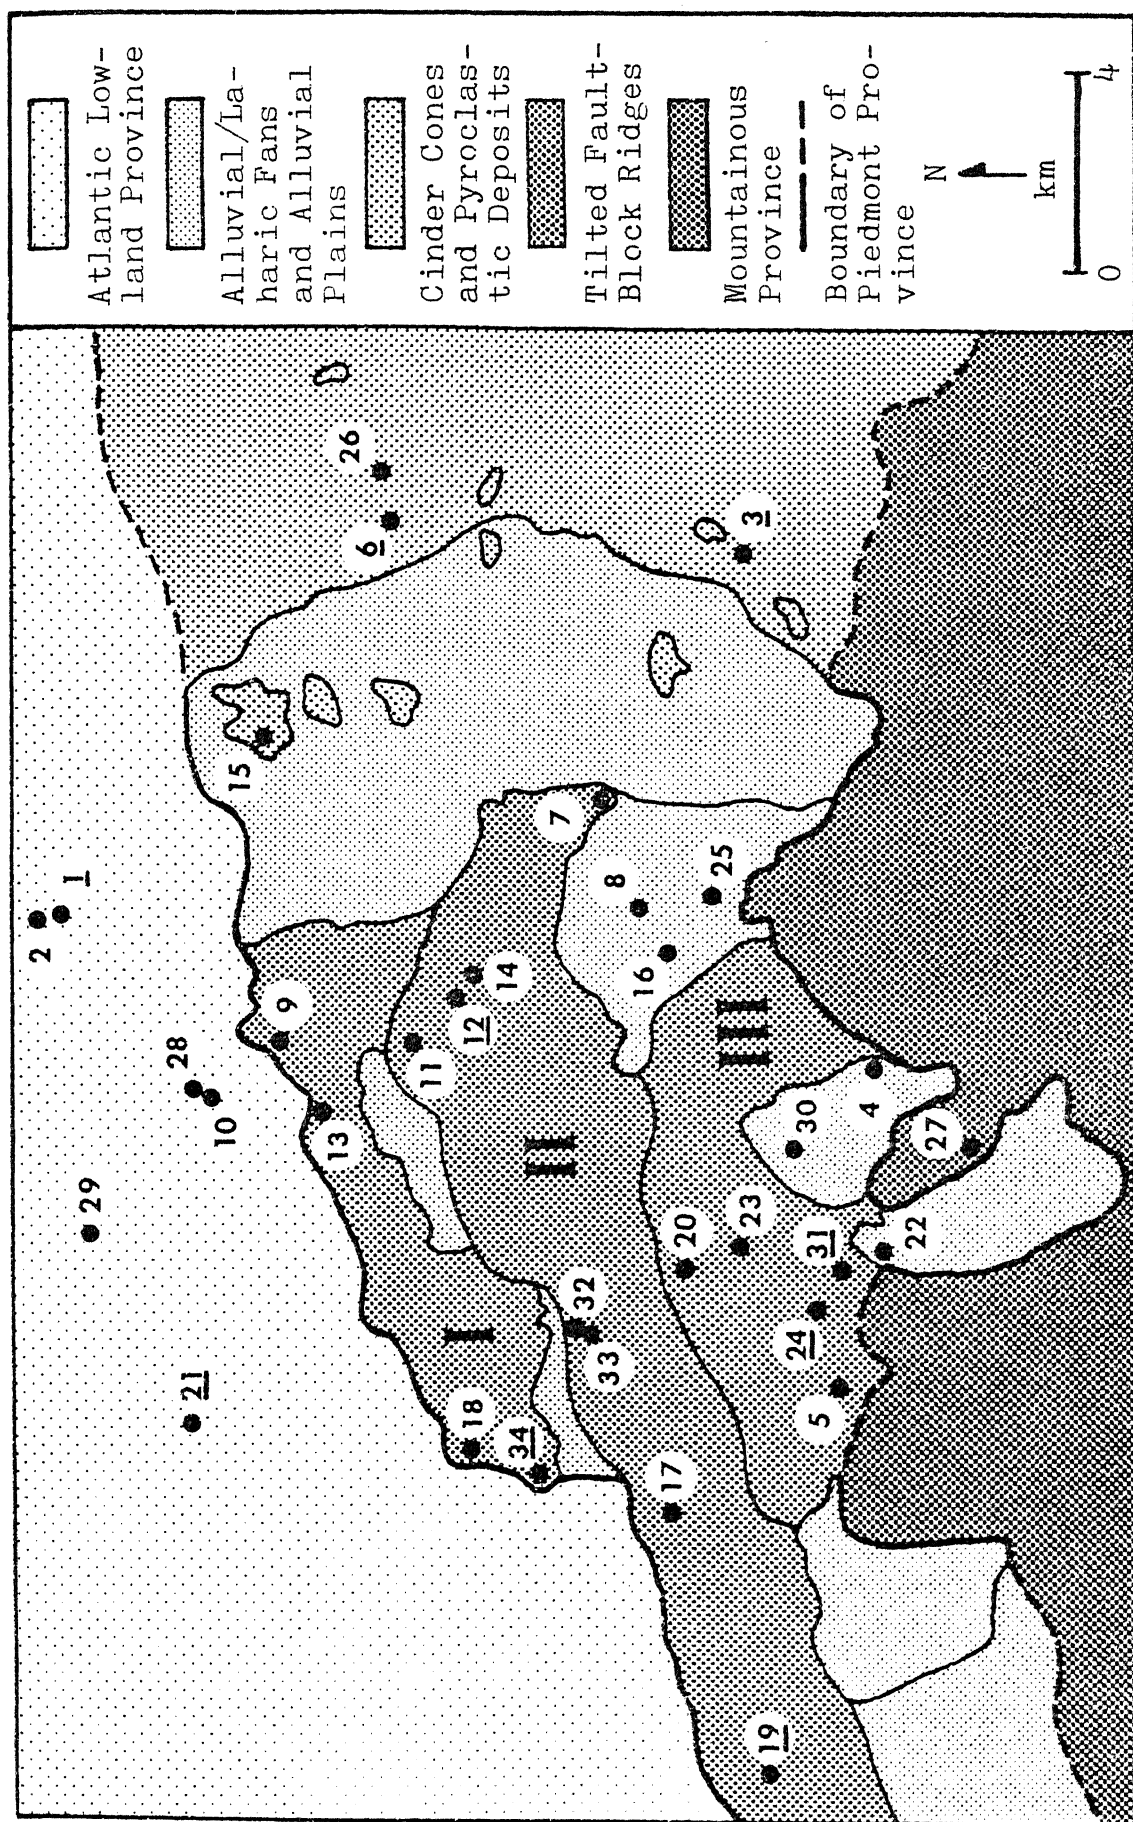 Atlantic Low-
land Province
Alluvial/La-
haric Fans
and Alluvial
Plains
Cinder Cones
and Pyroclas-
tic Deposits
Tilted Fault-
Block Ridges
Mountainous
Province
Boundary of
Piedmont Pro-
vince
N
km
0 4
2
1
29
28
10
21
9
13
15
26
6
3
7
8
25
16
11
12
14
I
II
III
18
34
32
33
17
19
20
23
31
24
5
30
4
27
22